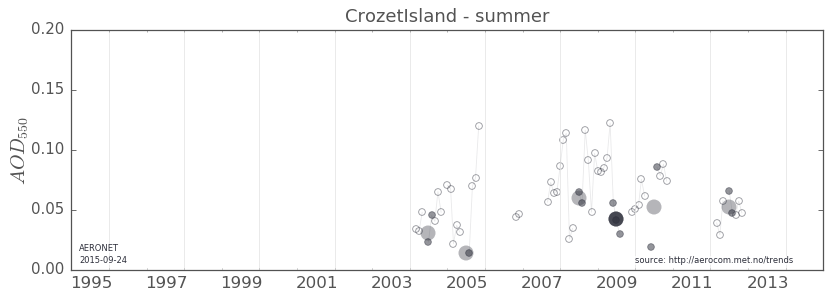 CrozetIsland - summer
0.20
0.15
0.10
0.05
0.00
AOD550
AERONET
2015-09-24
source: http://aerocom.met.no/trends
1995 1997 1999 2001 2003 2005 2007 2009 2011 2013